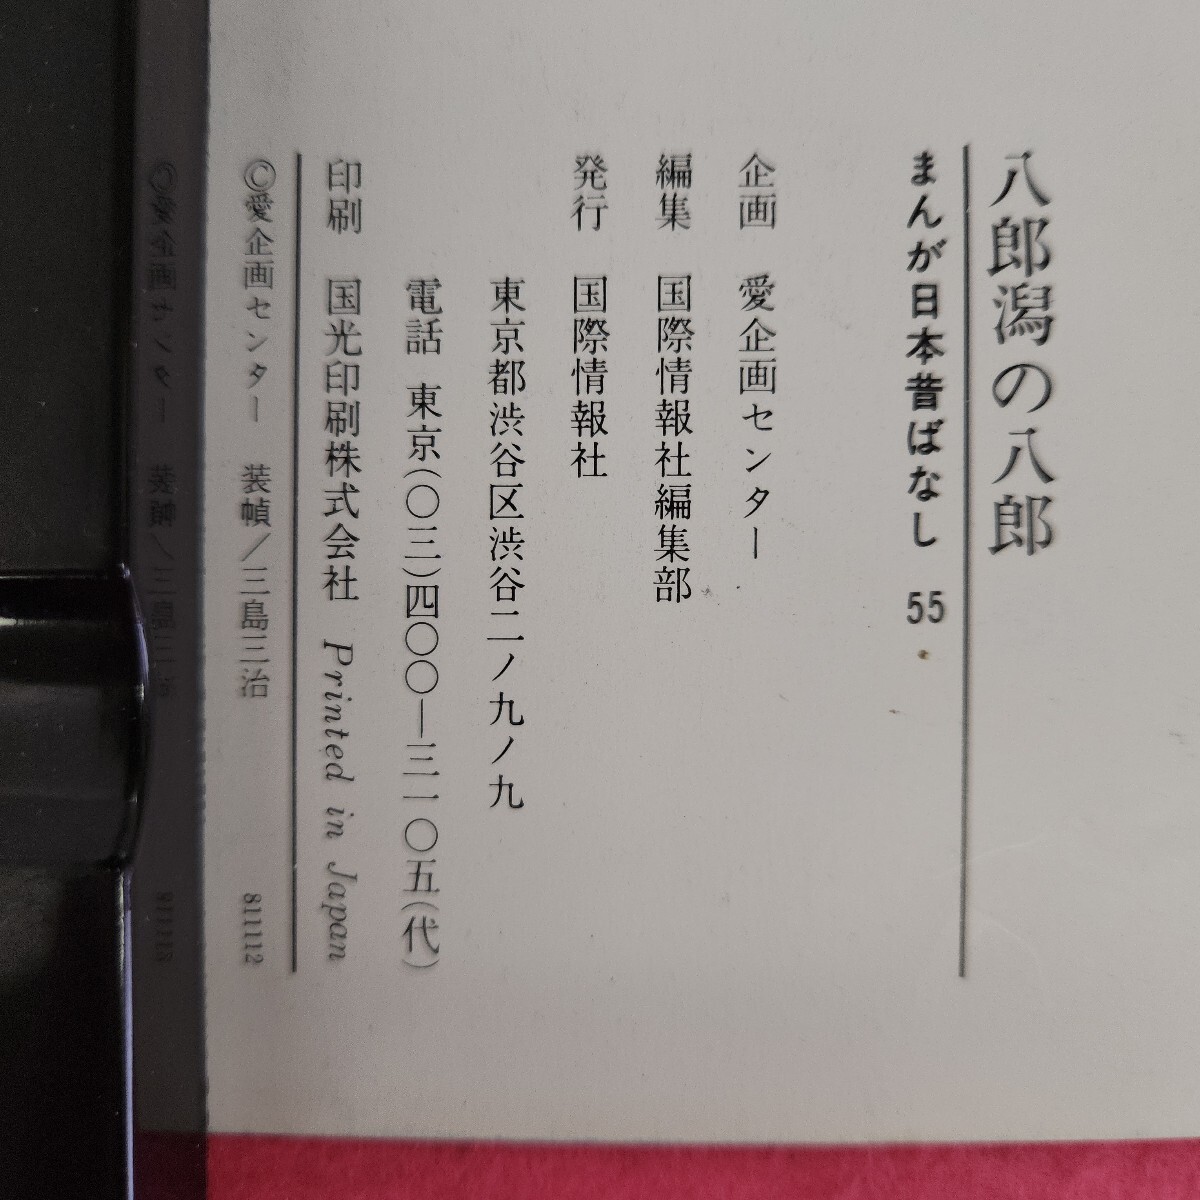 八郎潟の八郎
まんが日本昔ばなし 55
企画 愛企画センター
編集 国際情報社編集部
発行 国際情報社
東京都渋谷区渋谷二ノ九ノ九
電話 東京(〇三)四〇〇―三一〇五(代)
印刷 国光印刷株式会社 Printed in Japan
©愛企画センター 装幀/三島三治 811112